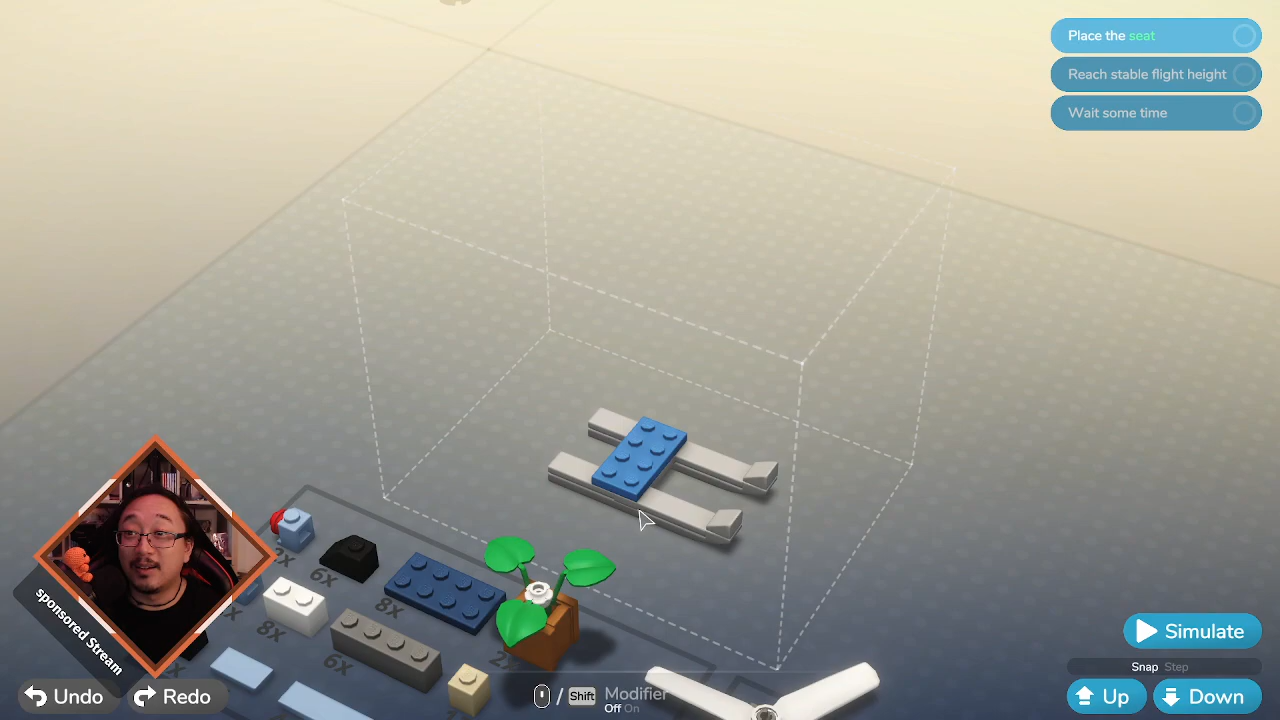 Place the seat
Reach stable flight height
Wait some time
sponsored Stream
2X
6X
8X
8X
6X
2X
Undo
Redo
/ Shift Modifier
Off On
Simulate
Snap Step
Up
Down